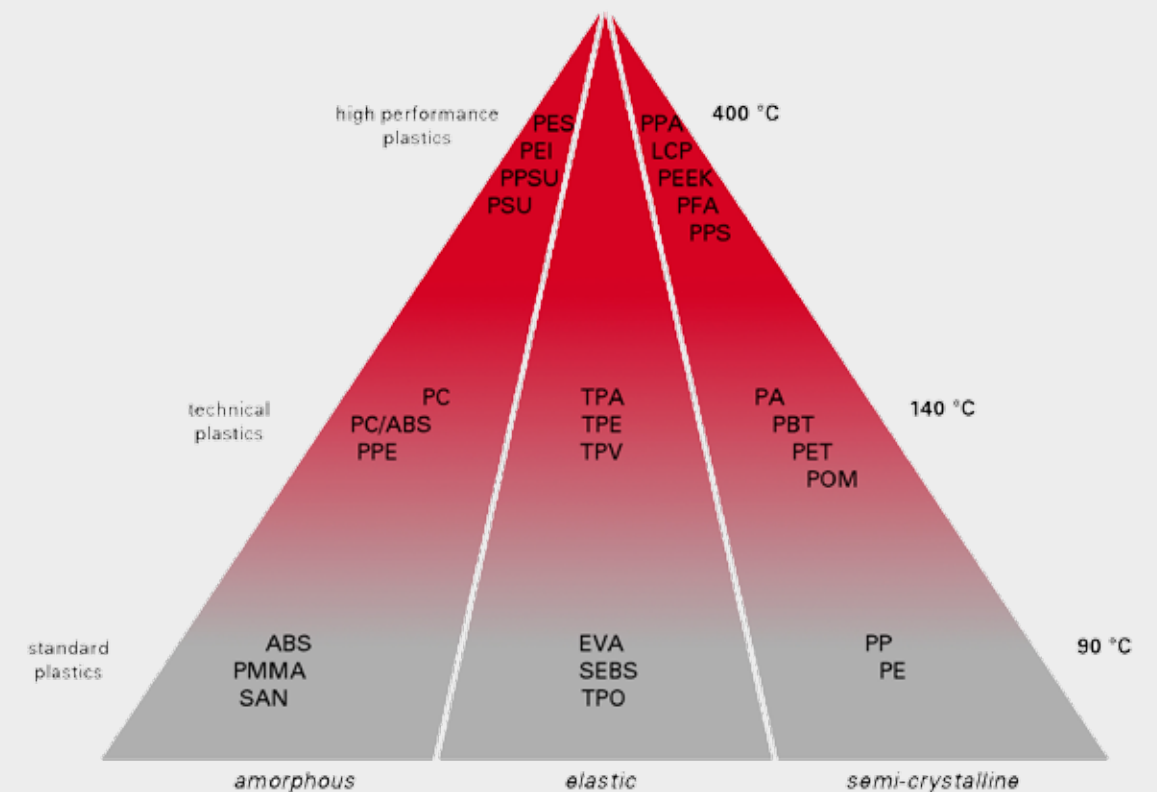 high performance
plastics
PES
PEI
PPSU
PSU
PPA
LCP
PEEK
PFA
PPS
400 °C
technical
plastics
PC
PC/ABS
PPE
TPA
TPE
TPV
PA
PBT
PET
POM
140 °C
standard
plastics
ABS
PMMA
SAN
EVA
SEBS
TPO
PP
PE
90 °C
amorphous
elastic
semi-crystalline